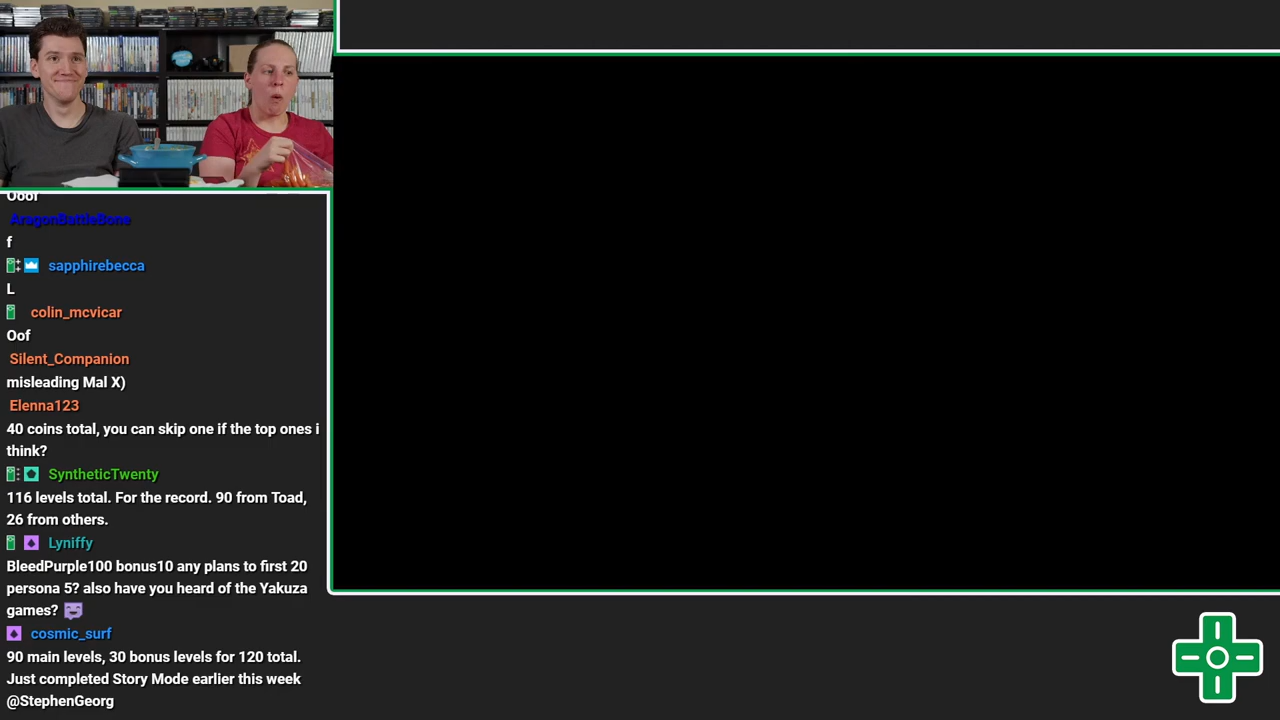 Ooof
AragonBattleBone
f
sapphirebecca
L
colin_mcvicar
Oof
Silent_Companion
misleading Mal X)
Elenna123
40 coins total, you can skip one if the top ones i
think?
SyntheticTwenty
116 levels total. For the record. 90 from Toad,
26 from others.
Lyniffy
BleedPurple100 bonus10 any plans to first 20
persona 5? also have you heard of the Yakuza
games?
cosmic_surf
90 main levels, 30 bonus levels for 120 total.
Just completed Story Mode earlier this week
@StephenGeorg